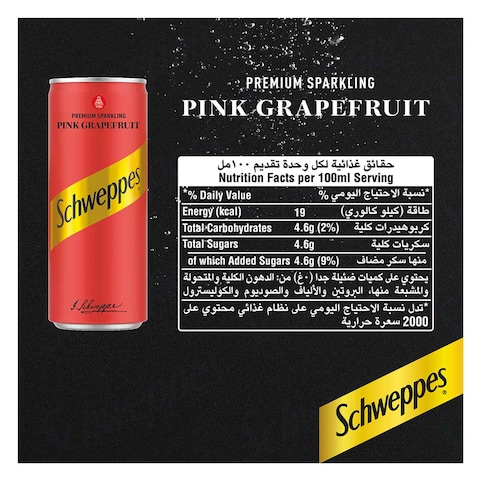 PREMIUM SPARKLING
PINK GRAPEFRUIT
PREMIUM SPARKLING
PINK GRAPEFRUIT
Schweppes
J. Schweppe
حقائق غذائية لكل وحدة تقديم ١٠٠مل
Nutrition Facts per 100ml Serving
*% Daily Value نسبة الاحتياج اليومي %*
Energy (kcal) 19 طاقة (كيلو كالوري)
Total Carbohydrates 4.6g (2%) كربوهيدرات كلية
Total Sugars 4.6g سكريات كلية
of which Added Sugars 4.6g (9%) منها سكر مضاف
يحتوي على كميات ضئيلة جدا (٠غ) من: الدهون الكلية والمتحولة
والمشبعة منها، البروتين والألياف والصوديوم والكوليسترول
*تدل نسبة الاحتياج اليومي على نظام غذائي محتوي على
2000 سعرة حرارية
Schweppes®